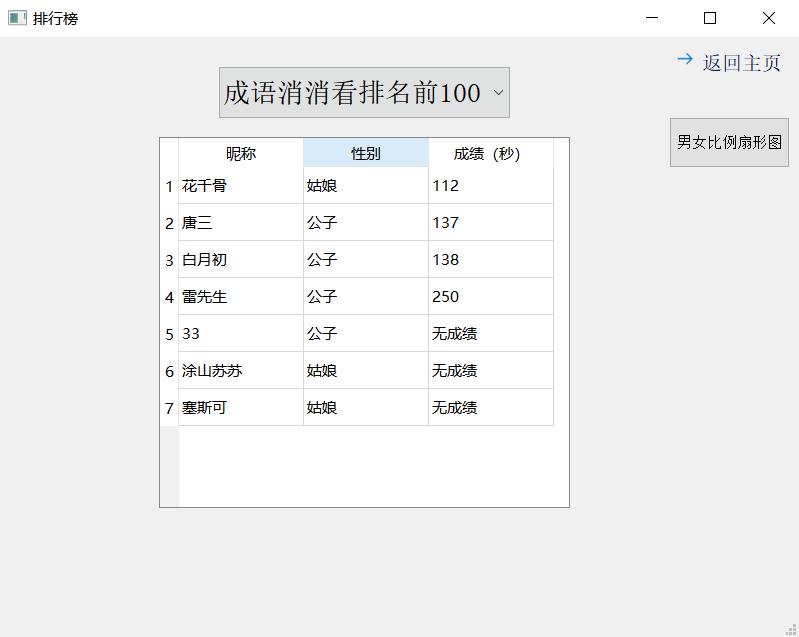 排行榜
→ 返回主页
成语消消看排名前100
男女比例扇形图
昵称 性别 成绩（秒）
1 花千骨 姑娘 112
2 唐三 公子 137
3 白月初 公子 138
4 雷先生 公子 250
5 33 公子 无成绩
6 涂山苏苏 姑娘 无成绩
7 塞斯可 姑娘 无成绩